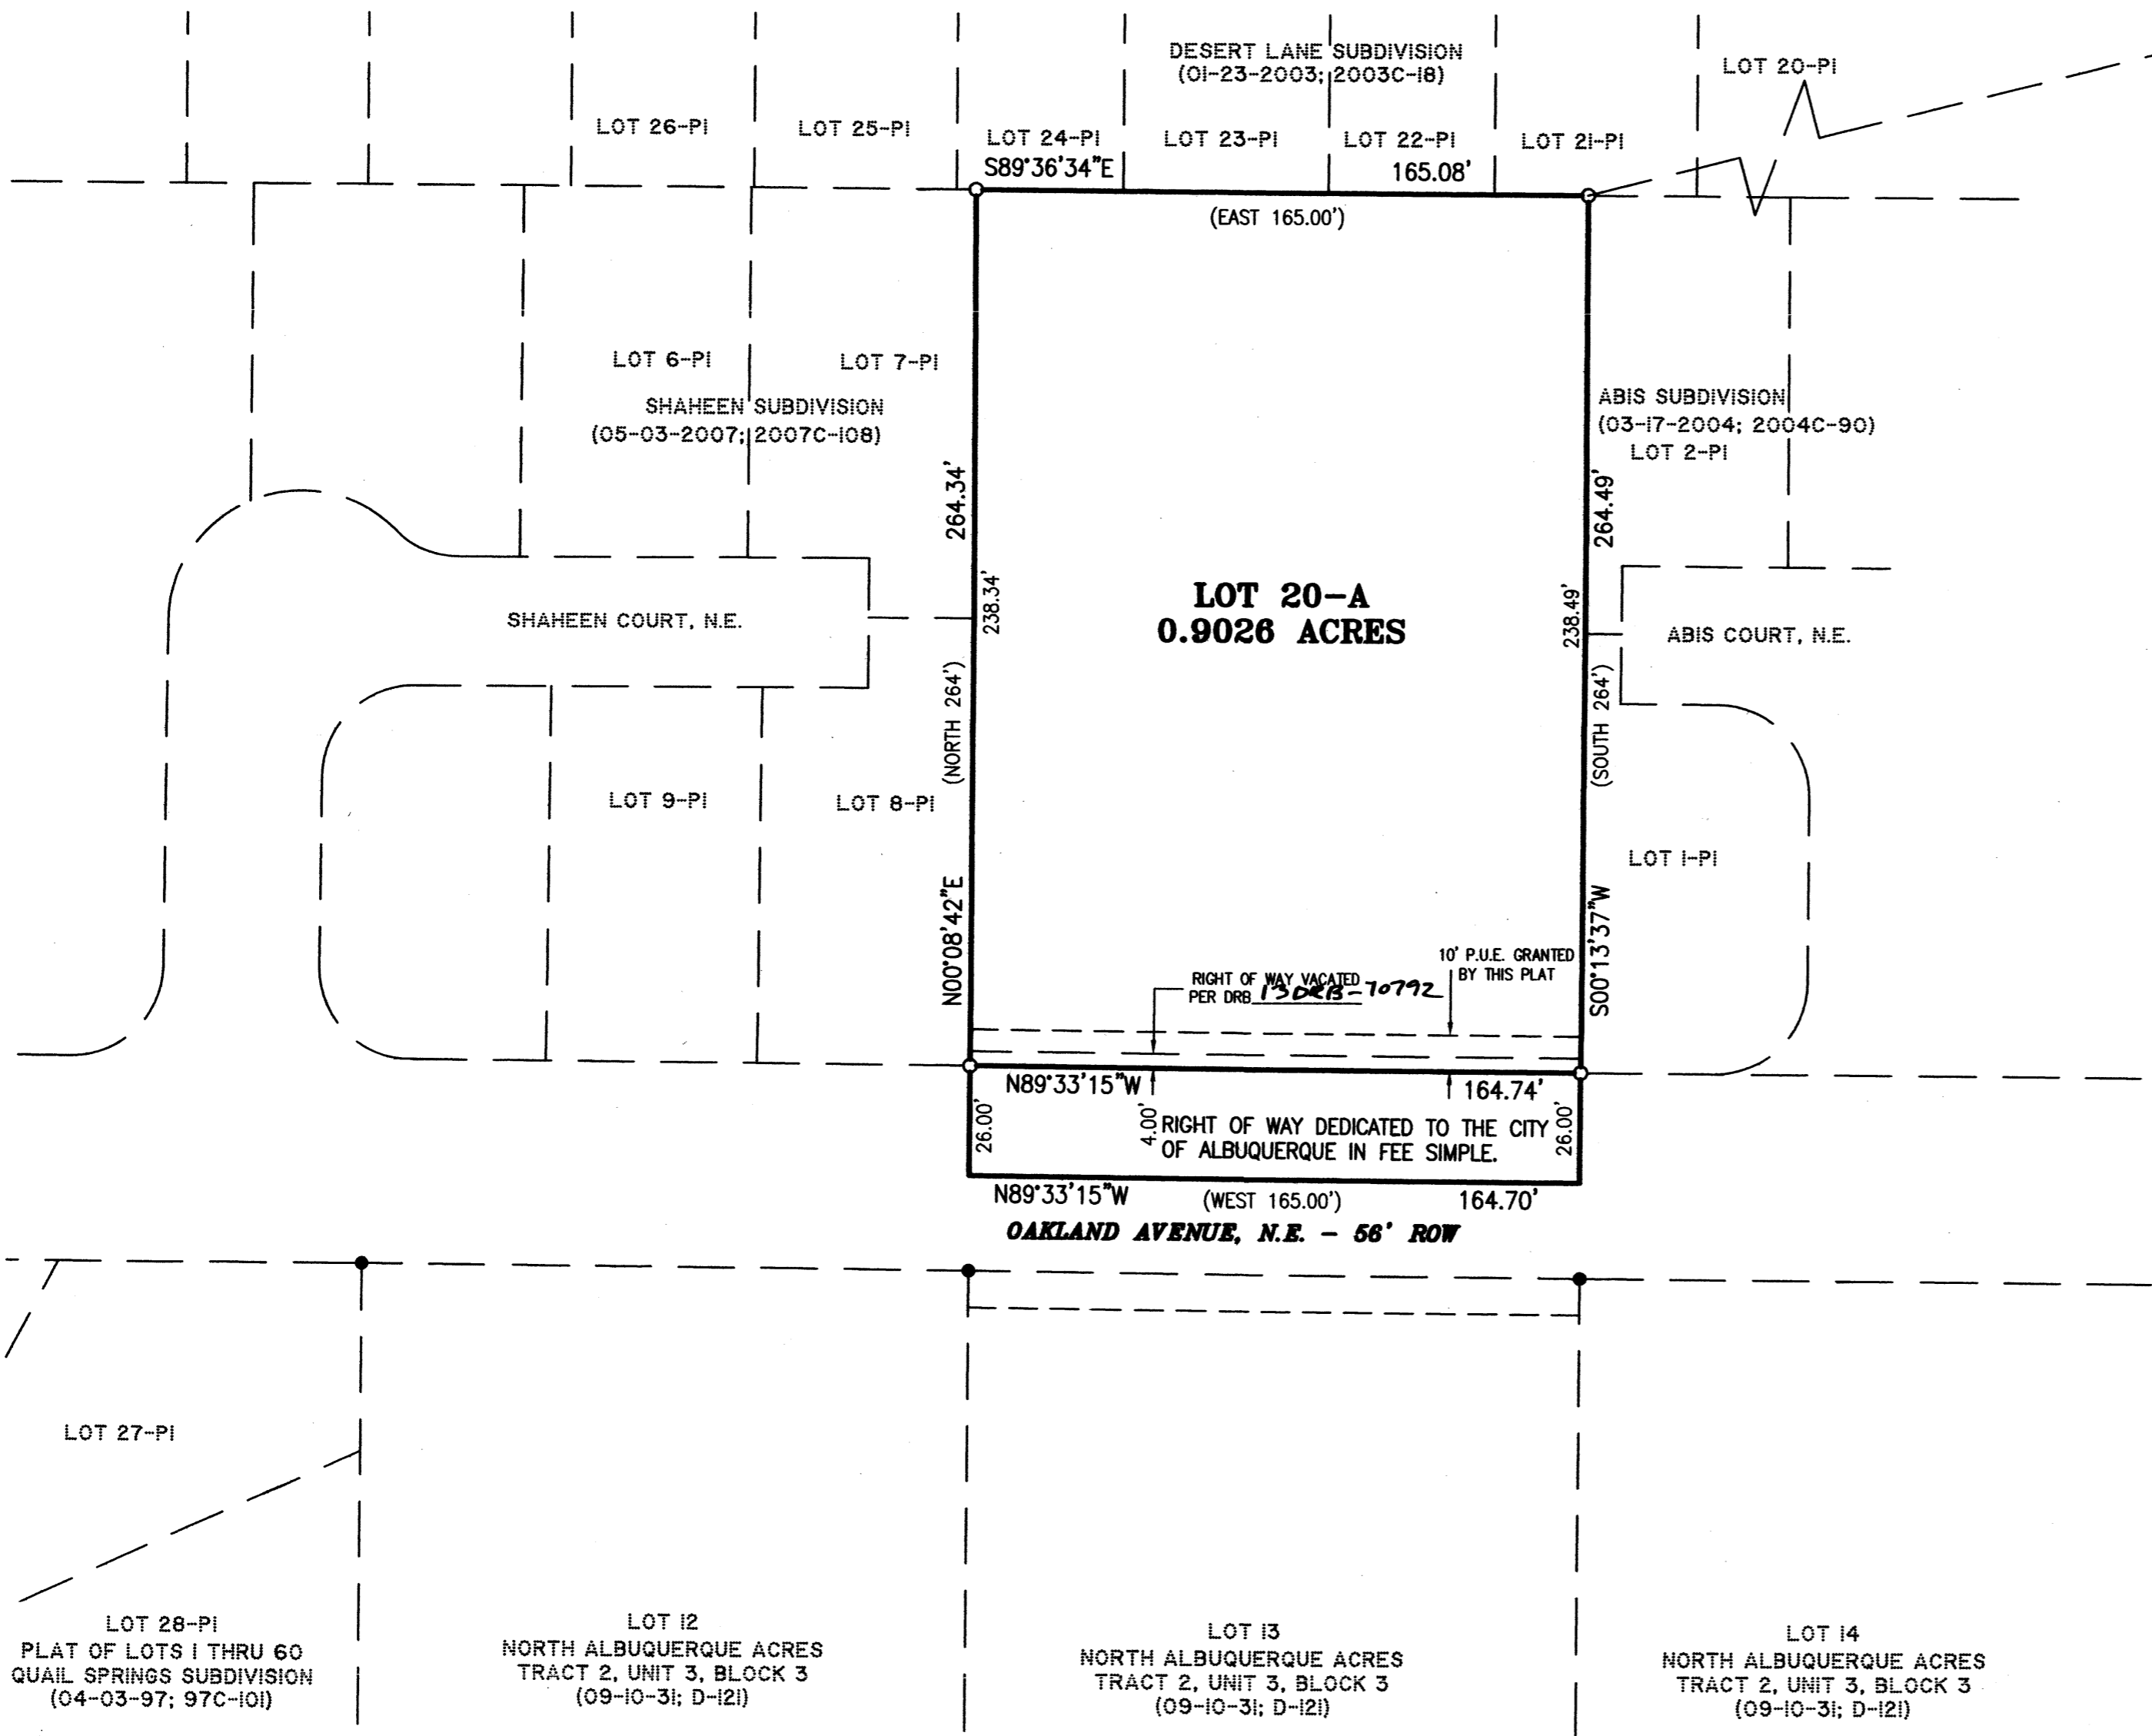 DESERT LANE SUBDIVISION
(01-23-2003; 2003C-18)
LOT 20-P1
LOT 26-P1
LOT 25-P1
LOT 24-P1
LOT 23-P1
LOT 22-P1
LOT 21-P1
S89°36'34"E
165.08'
(EAST 165.00')
LOT 6-P1
LOT 7-P1
SHAHEEN SUBDIVISION
(05-03-2007; 2007C-108)
ABIS SUBDIVISION
(03-17-2004; 2004C-90)
LOT 2-P1
264.34'
264.49'
238.34'
238.49'
LOT 20-A
0.9026 ACRES
SHAHEEN COURT, N.E.
ABIS COURT, N.E.
(NORTH 264')
(SOUTH 264')
LOT 9-P1
LOT 8-P1
LOT 1-P1
N00°08'42"E
S00°13'37"W
10' P.U.E. GRANTED
BY THIS PLAT
RIGHT OF WAY VACATED
PER DRB 13DRB-70792
N89°33'15"W
164.74'
26.00'
4.00'
RIGHT OF WAY DEDICATED TO THE CITY
OF ALBUQUERQUE IN FEE SIMPLE.
26.00'
N89°33'15"W
(WEST 165.00')
164.70'
OAKLAND AVENUE, N.E. - 56' ROW
LOT 27-P1
LOT 28-P1
PLAT OF LOTS 1 THRU 60
QUAIL SPRINGS SUBDIVISION
(04-03-97; 97C-101)
LOT 12
NORTH ALBUQUERQUE ACRES
TRACT 2, UNIT 3, BLOCK 3
(09-10-31; D-121)
LOT 13
NORTH ALBUQUERQUE ACRES
TRACT 2, UNIT 3, BLOCK 3
(09-10-31; D-121)
LOT 14
NORTH ALBUQUERQUE ACRES
TRACT 2, UNIT 3, BLOCK 3
(09-10-31; D-121)